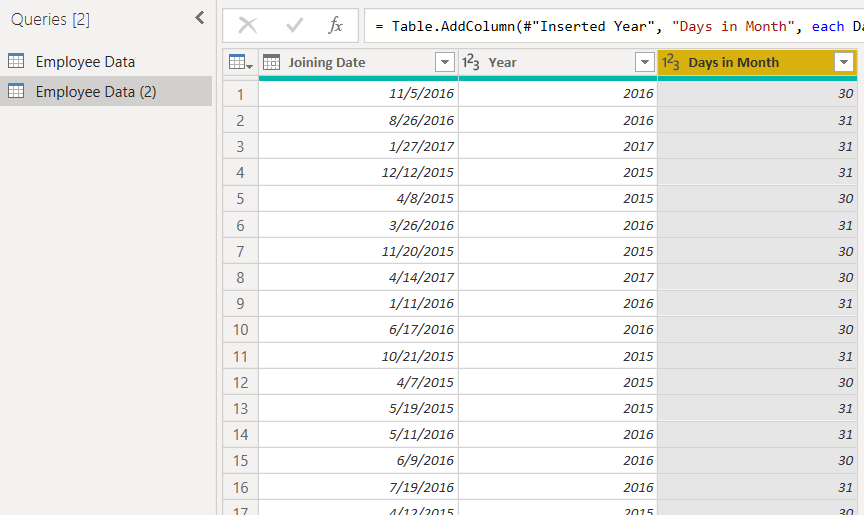 Queries [2]
Employee Data
Employee Data (2)
fx = Table.AddColumn(#"Inserted Year", "Days in Month", each Da
Joining Date 1²3 Year 1²3 Days in Month
1 11/5/2016 2016 30
2 8/26/2016 2016 31
3 1/27/2017 2017 31
4 12/12/2015 2015 31
5 4/8/2015 2015 30
6 3/26/2016 2016 31
7 11/20/2015 2015 30
8 4/14/2017 2017 30
9 1/11/2016 2016 31
10 6/17/2016 2016 30
11 10/21/2015 2015 31
12 4/7/2015 2015 30
13 5/19/2015 2015 31
14 5/11/2016 2016 31
15 6/9/2016 2016 30
16 7/19/2016 2016 31
17 4/12/2015 2015 30